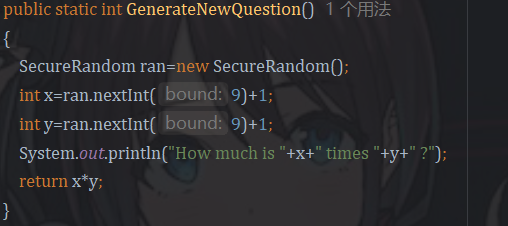 public static int GenerateNewQuestion() 1 个用法
{
SecureRandom ran=new SecureRandom();
int x=ran.nextInt( bound: 9)+1;
int y=ran.nextInt( bound: 9)+1;
System.out.println("How much is "+x+" times "+y+" ?");
return x*y;
}